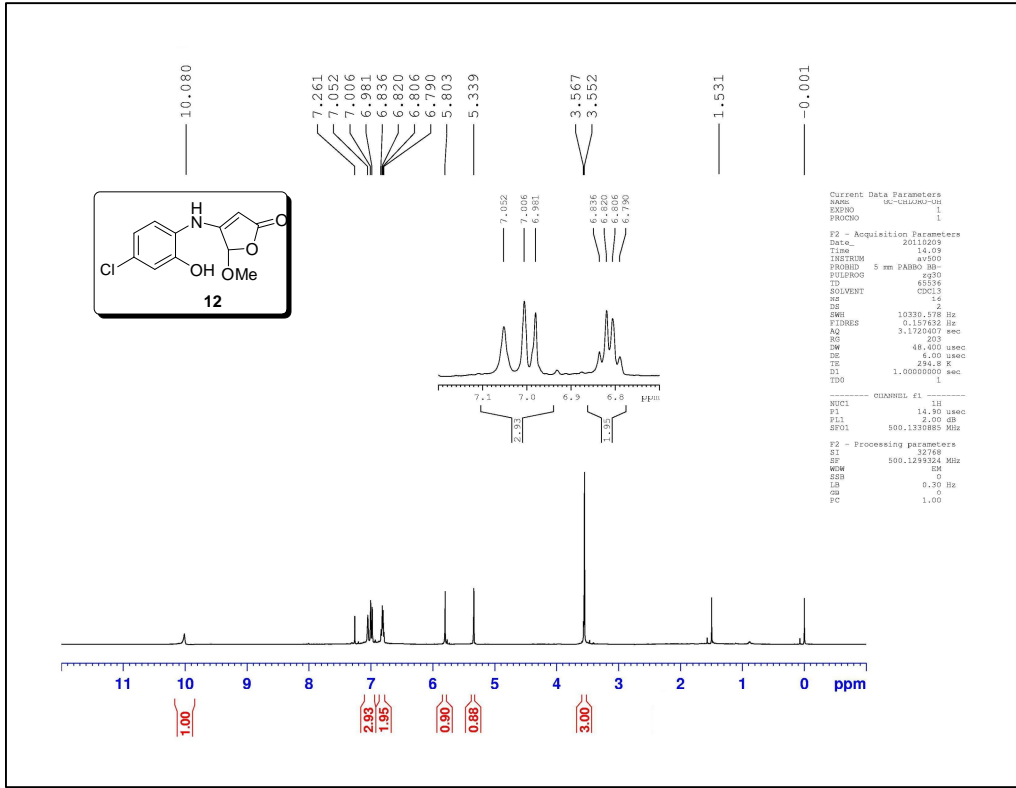 10.080
7.261
7.052
7.006
6.981
6.836
6.820
6.806
6.790
5.803
5.339
3.567
3.552
1.531
-0.001
NH
O
O
Cl
OH
OMe
12
7.052
7.006
6.981
6.836
6.820
6.806
6.790
7.1 7.0 6.9 6.8 ppm
2.93
1.95
Current Data Parameters
NAME UC-CHLORO-OH
EXPNO 1
PROCNO 1
F2 - Acquisition Parameters
Date_ 20110209
Time 14.09
INSTRUM av500
PROBHD 5 mm PABBO BB-
PULPROG zg30
TD 65536
SOLVENT CDCl3
NS 16
DS 2
SWH 10330.578 Hz
FIDRES 0.157632 Hz
AQ 3.1720407 sec
RG 203
DW 48.400 usec
DE 6.00 usec
TE 294.8 K
D1 1.00000000 sec
TD0 1
======== CHANNEL f1 ========
NUC1 1H
P1 14.90 usec
PL1 2.00 dB
SFO1 500.1330885 MHz
F2 - Processing parameters
SI 32768
SF 500.1299324 MHz
WDW EM
SSB 0
LB 0.30 Hz
GB 0
PC 1.00
11 10 9 8 7 6 5 4 3 2 1 0 ppm
1.00
2.93
1.95
0.90
0.88
3.00